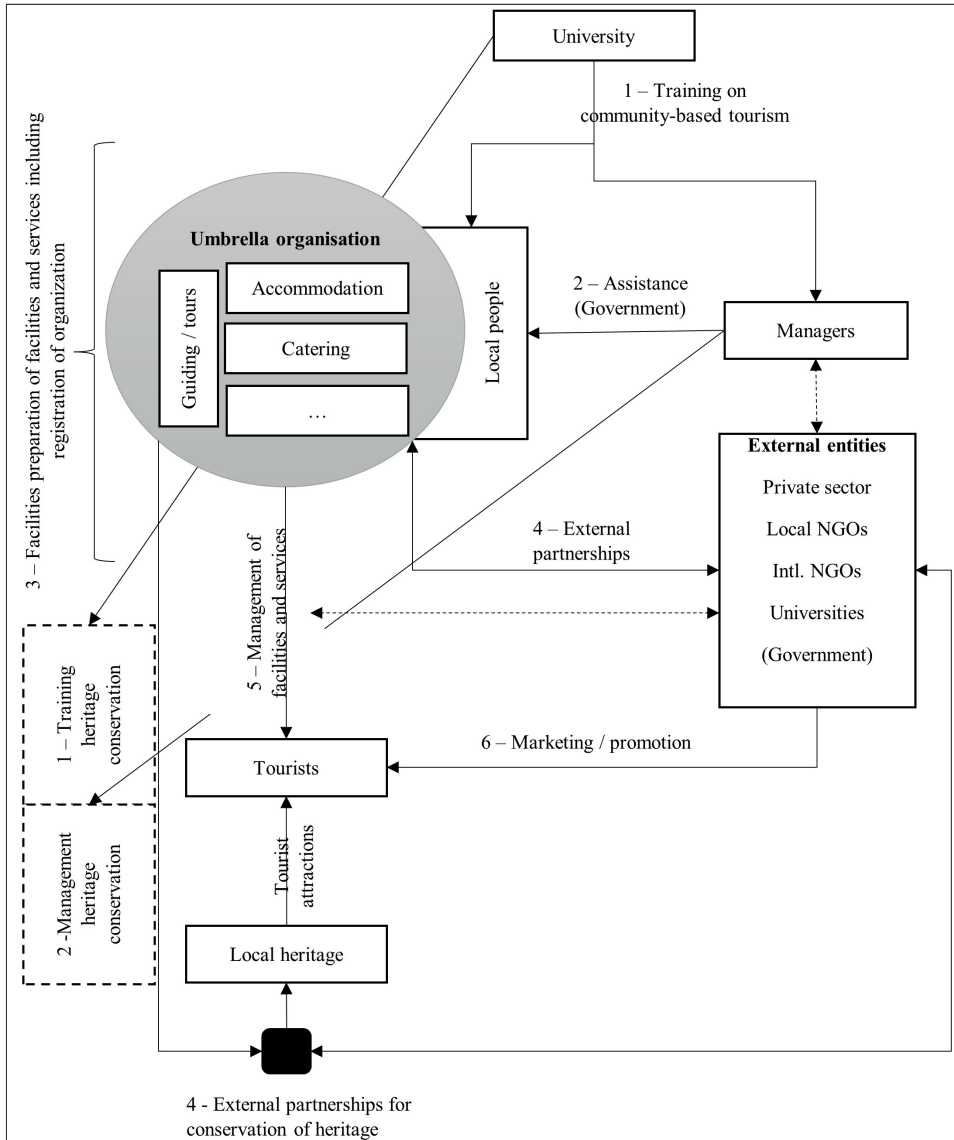 University
1 – Training on
community-based tourism
3 – Facilities preparation of facilities and services including
registration of organization
Umbrella organisation
Guiding / tours
Accommodation
Catering
…
Local people
2 – Assistance
(Government)
Managers
External entities
Private sector
Local NGOs
Intl. NGOs
Universities
(Government)
4 – External
partnerships
5 – Management of
facilities and services
1 – Training
heritage
conservation
2 -Management
heritage
conservation
6 – Marketing / promotion
Tourists
Tourist
attractions
Local heritage
4 - External partnerships for
conservation of heritage